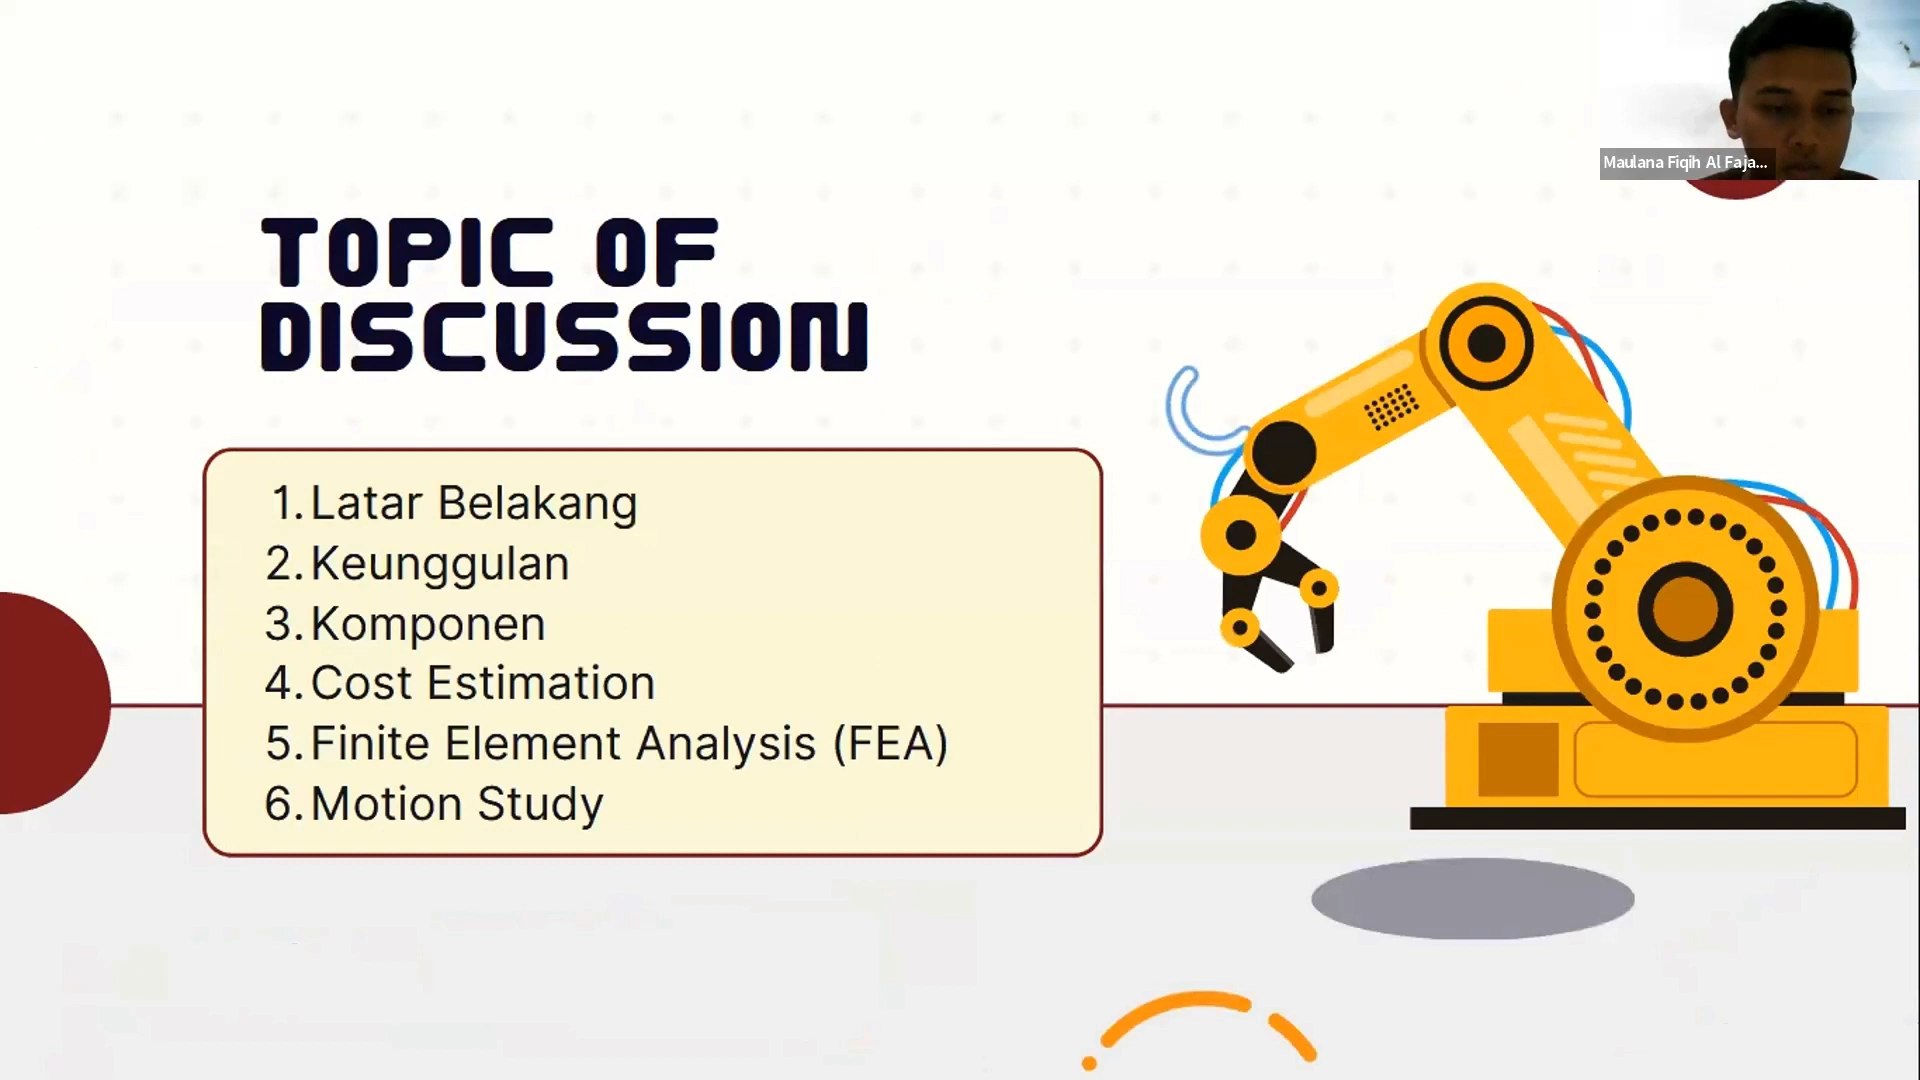 Maulana Fiqih Al Faja...
TOPIC OF
DISCUSSION
1. Latar Belakang
2. Keunggulan
3. Komponen
4. Cost Estimation
5. Finite Element Analysis (FEA)
6. Motion Study